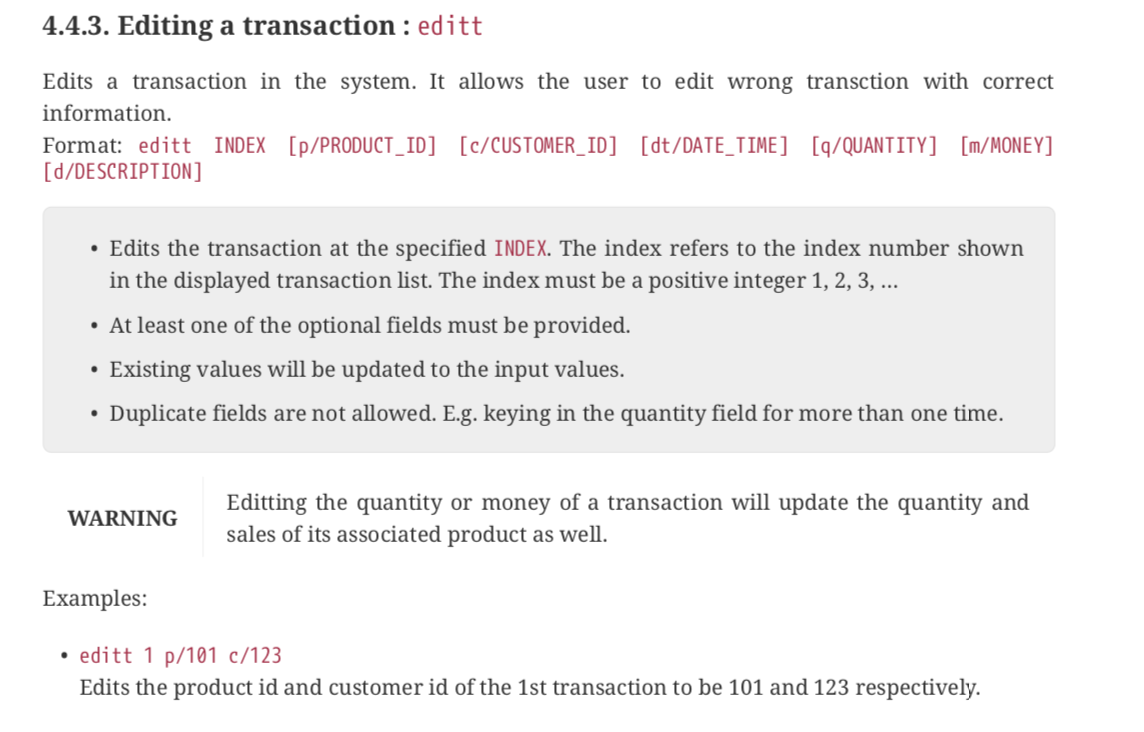 4.4.3. Editing a transaction : editt
Edits a transaction in the system. It allows the user to edit wrong transction with correct
information.
Format: editt INDEX [p/PRODUCT_ID] [c/CUSTOMER_ID] [dt/DATE_TIME] [q/QUANTITY] [m/MONEY]
[d/DESCRIPTION]
• Edits the transaction at the specified INDEX. The index refers to the index number shown
in the displayed transaction list. The index must be a positive integer 1, 2, 3, …
• At least one of the optional fields must be provided.
• Existing values will be updated to the input values.
• Duplicate fields are not allowed. E.g. keying in the quantity field for more than one time.
WARNING
Editting the quantity or money of a transaction will update the quantity and
sales of its associated product as well.
Examples:
• editt 1 p/101 c/123
Edits the product id and customer id of the 1st transaction to be 101 and 123 respectively.